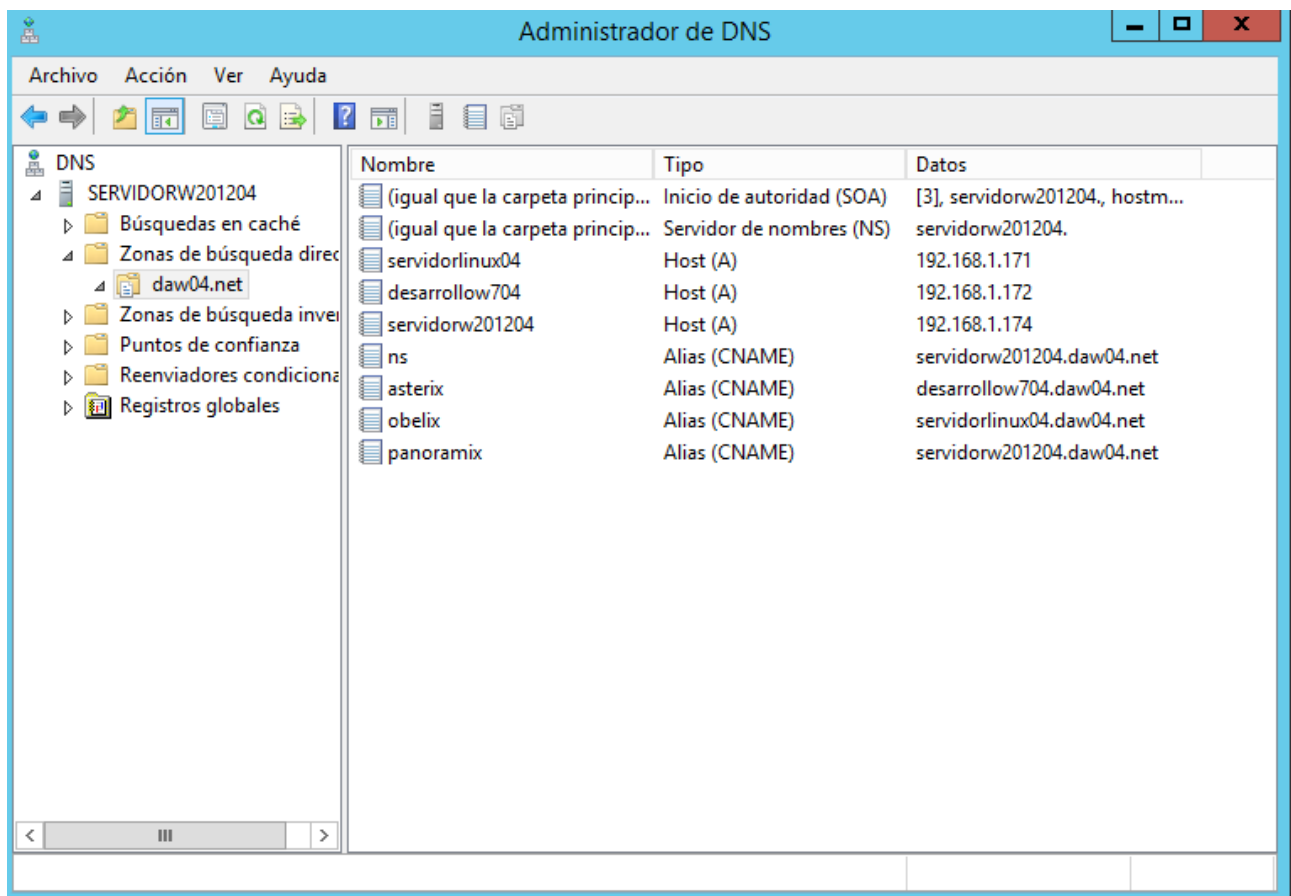 Administrador de DNS
Archivo Acción Ver Ayuda
DNS
SERVIDORW201204
Búsquedas en caché
Zonas de búsqueda direc
daw04.net
Zonas de búsqueda inver
Puntos de confianza
Reenviadores condiciona
Registros globales
Nombre Tipo Datos
(igual que la carpeta princip... Inicio de autoridad (SOA) [3], servidorw201204., hostm...
(igual que la carpeta princip... Servidor de nombres (NS) servidorw201204.
servidorlinux04 Host (A) 192.168.1.171
desarrollow704 Host (A) 192.168.1.172
servidorw201204 Host (A) 192.168.1.174
ns Alias (CNAME) servidorw201204.daw04.net
asterix Alias (CNAME) desarrollow704.daw04.net
obelix Alias (CNAME) servidorlinux04.daw04.net
panoramix Alias (CNAME) servidorw201204.daw04.net